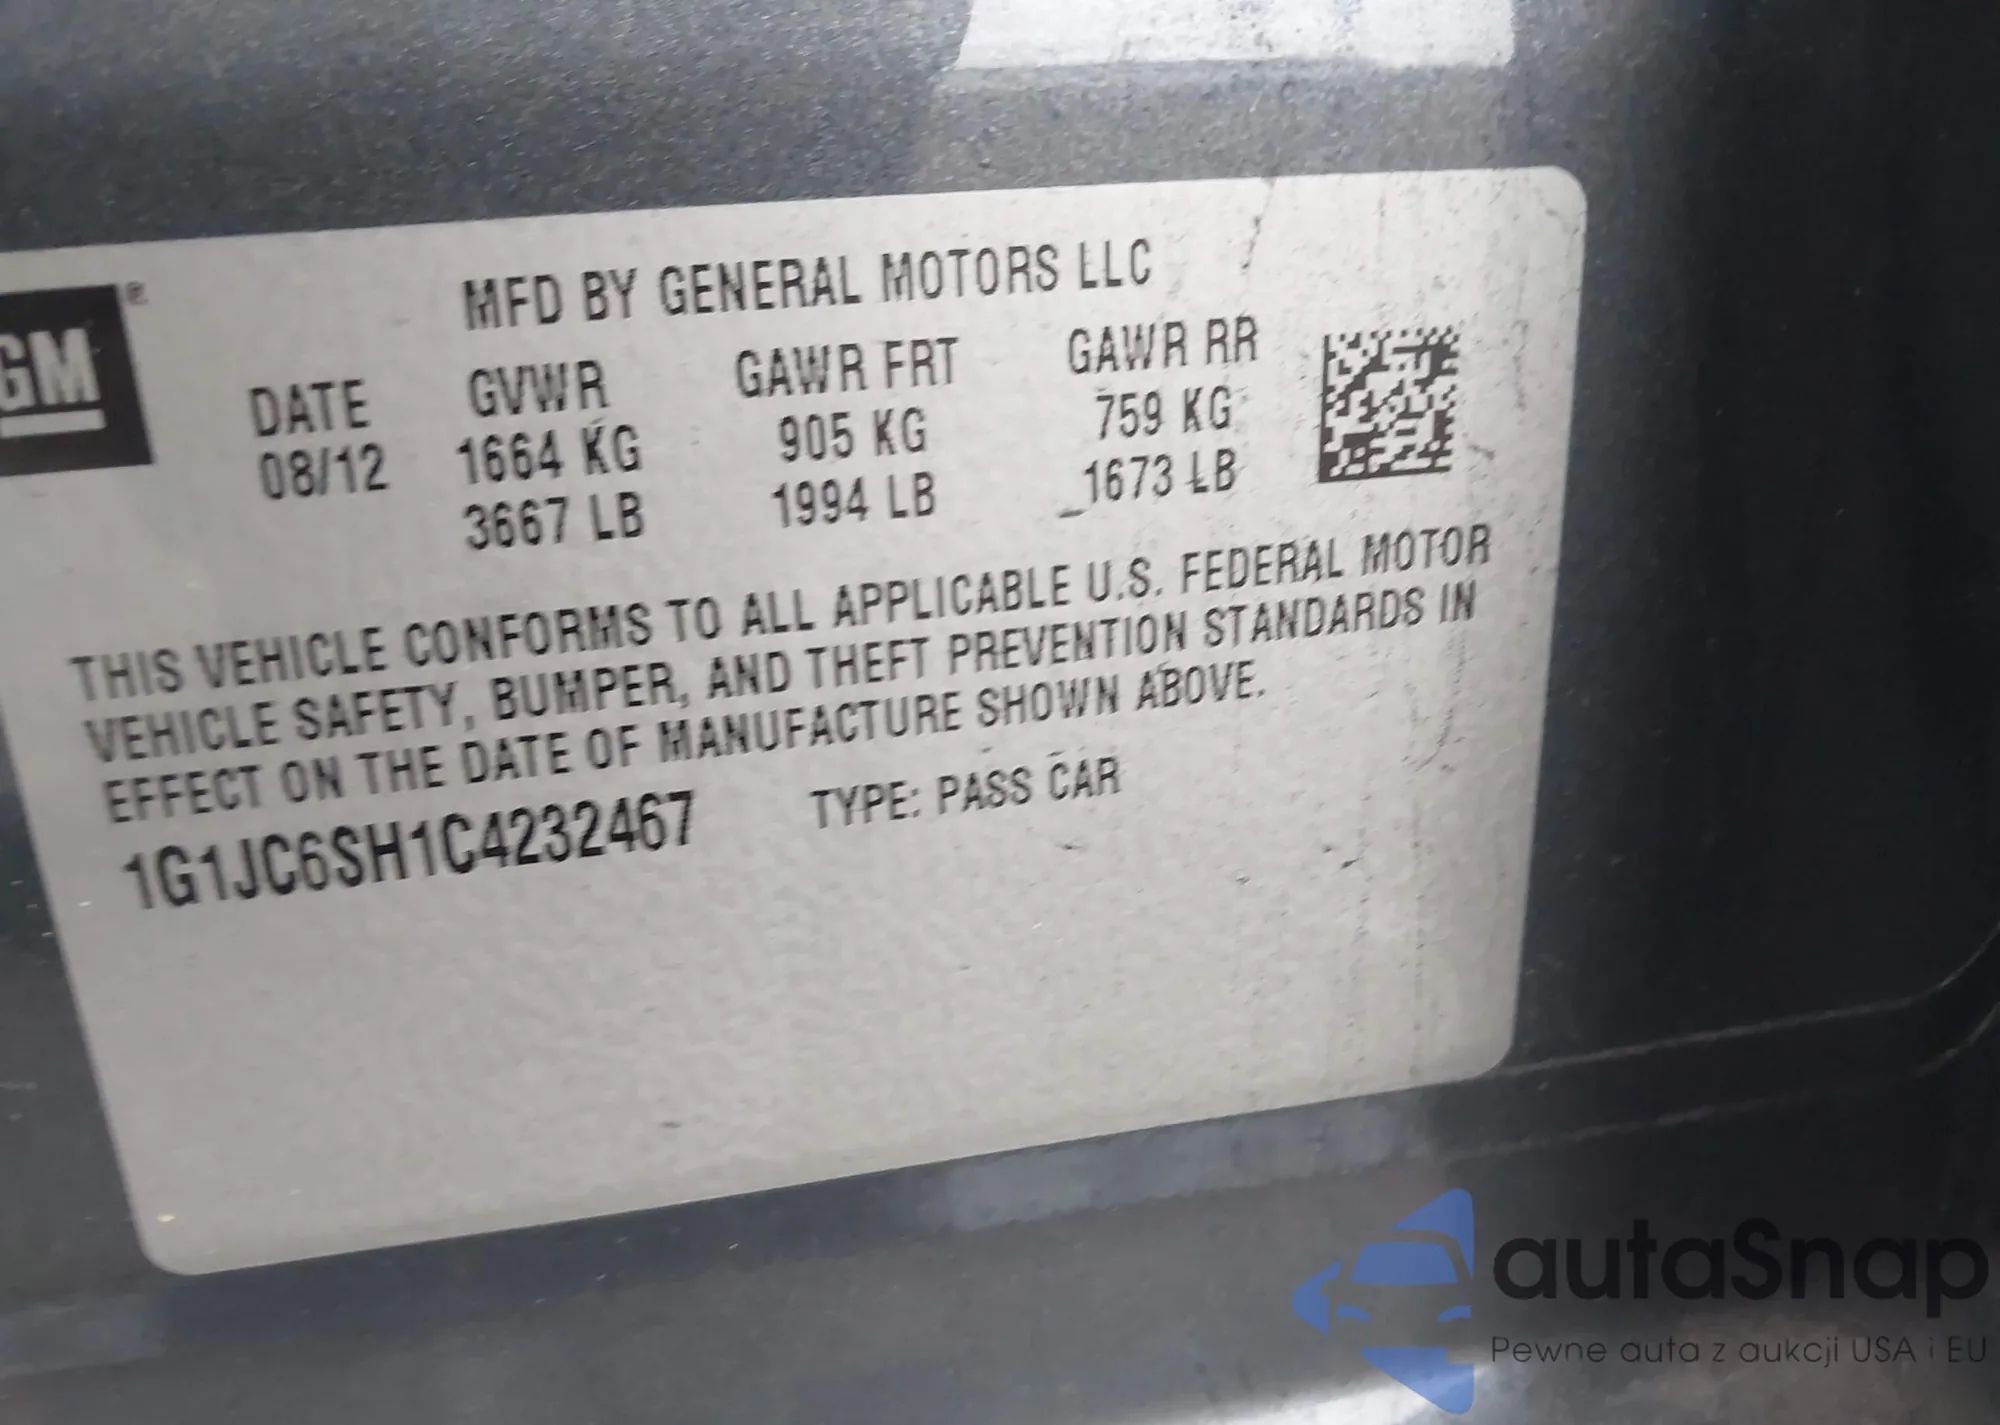 GM®
MFD BY GENERAL MOTORS LLC
DATE GVWR GAWR FRT GAWR RR
08/12 1664 KG 905 KG 759 KG
3667 LB 1994 LB 1673 LB
THIS VEHICLE CONFORMS TO ALL APPLICABLE U.S. FEDERAL MOTOR
VEHICLE SAFETY, BUMPER, AND THEFT PREVENTION STANDARDS IN
EFFECT ON THE DATE OF MANUFACTURE SHOWN ABOVE.
1G1JC6SH1C4232467 TYPE: PASS CAR
autaSnap
Pewne auta z aukcji USA i EU